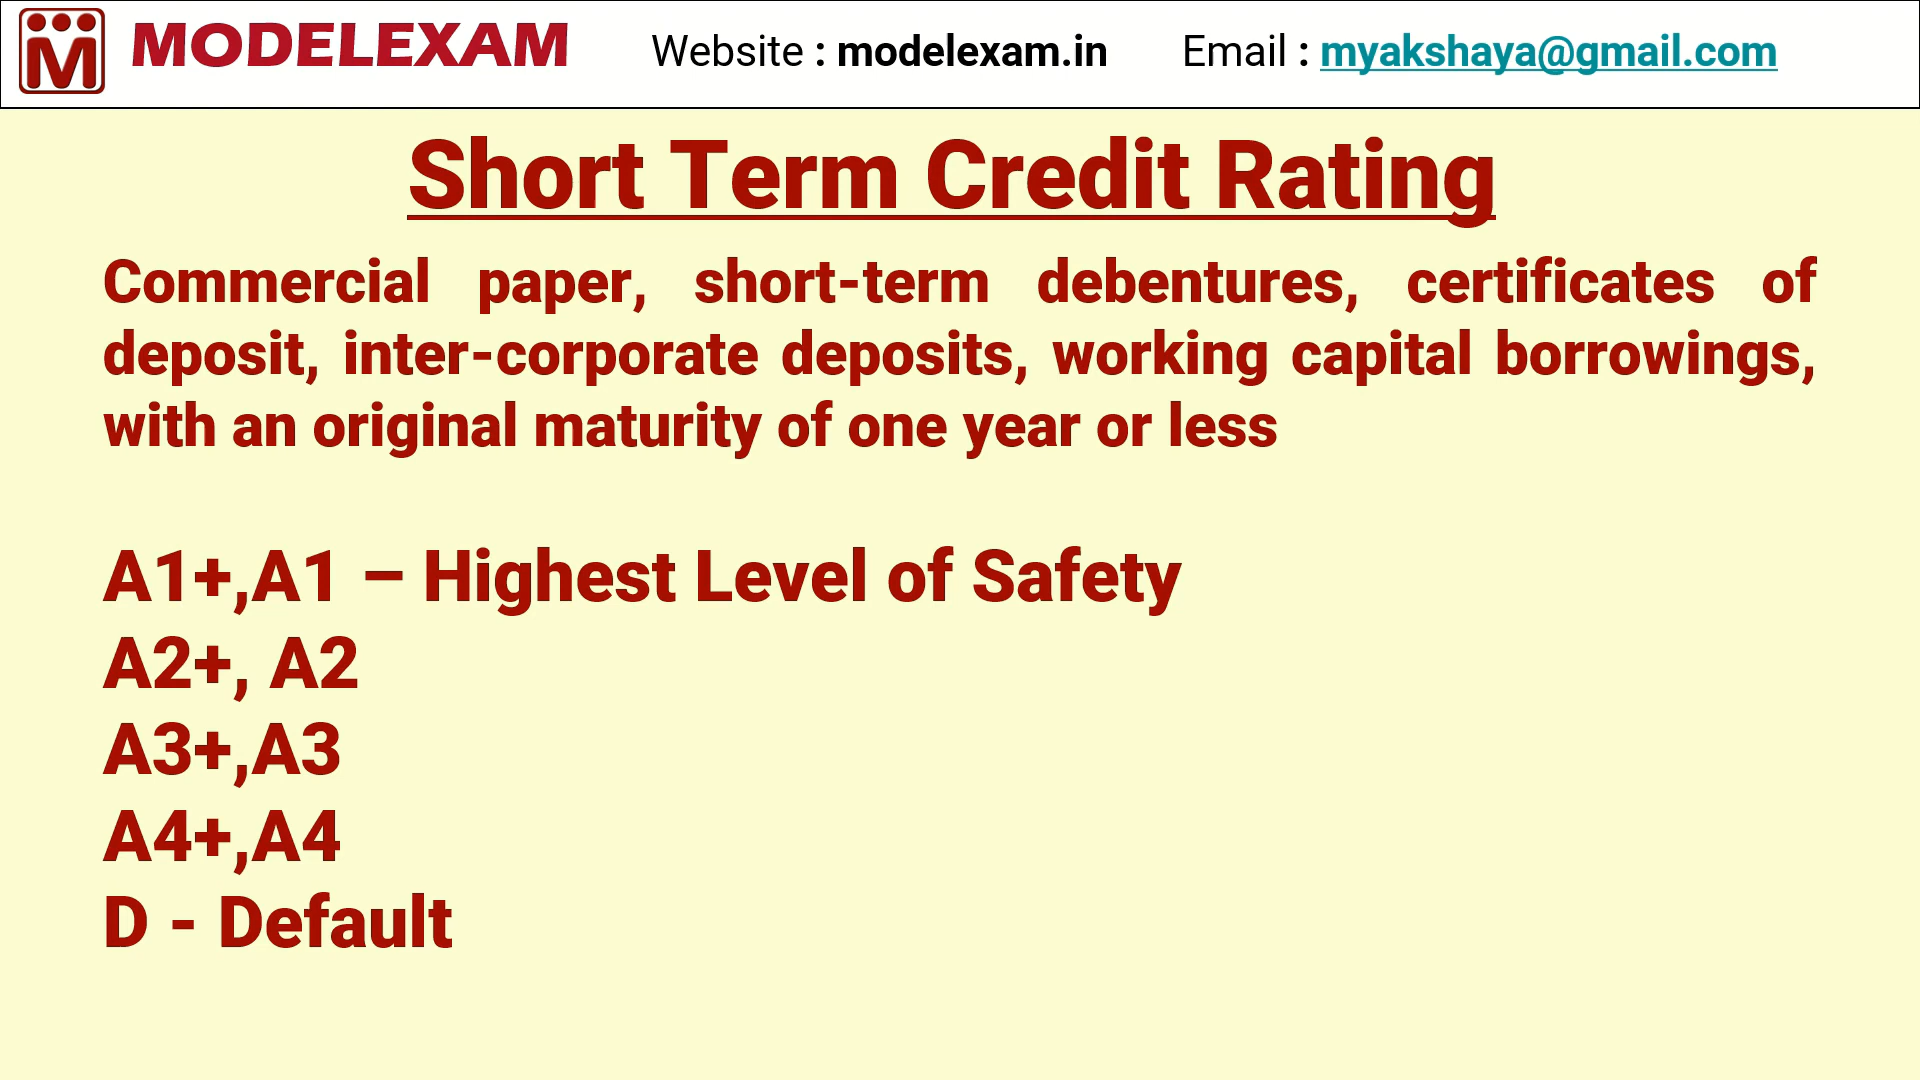 MODELEXAM Website : modelexam.in Email : myakshaya@gmail.com
Short Term Credit Rating
Commercial paper, short-term debentures, certificates of
deposit, inter-corporate deposits, working capital borrowings,
with an original maturity of one year or less
A1+,A1 – Highest Level of Safety
A2+, A2
A3+,A3
A4+,A4
D - Default